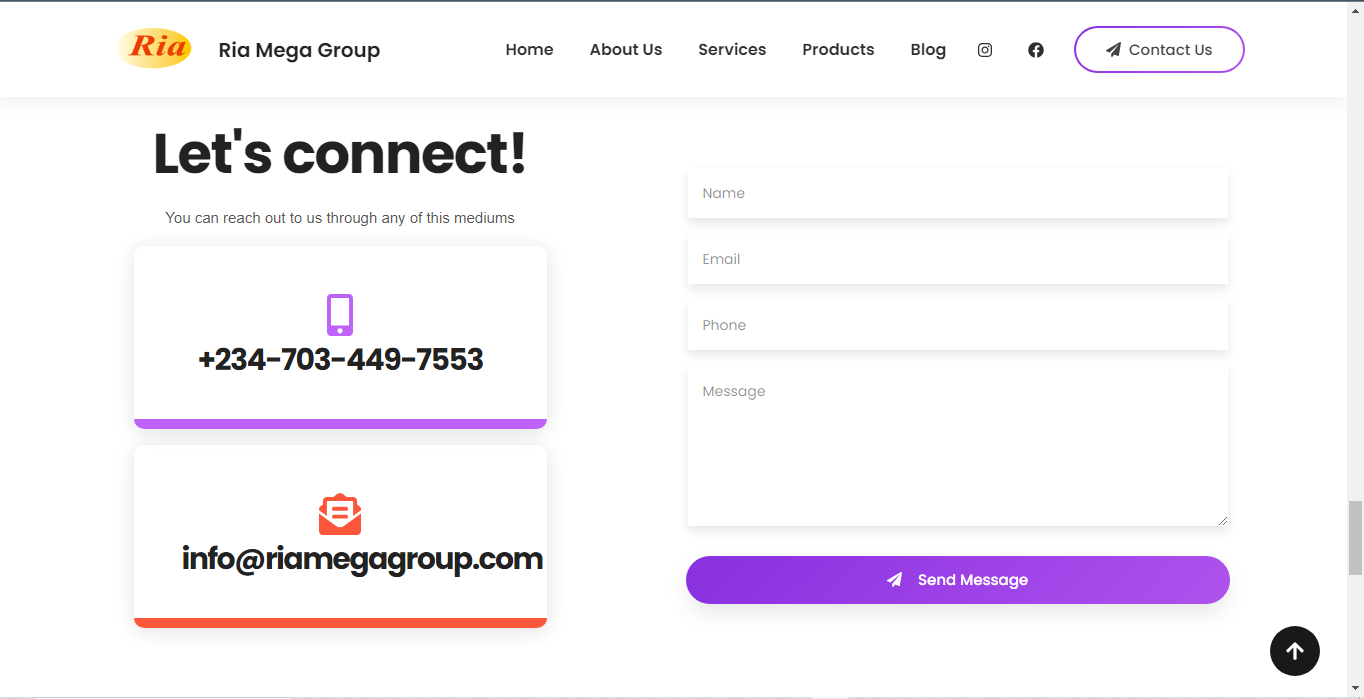 Ria
Ria Mega Group
Home
About Us
Services
Products
Blog
Contact Us
Let's connect!
You can reach out to us through any of this mediums
+234-703-449-7553
info@riamegagroup.com
Name
Email
Phone
Message
Send Message